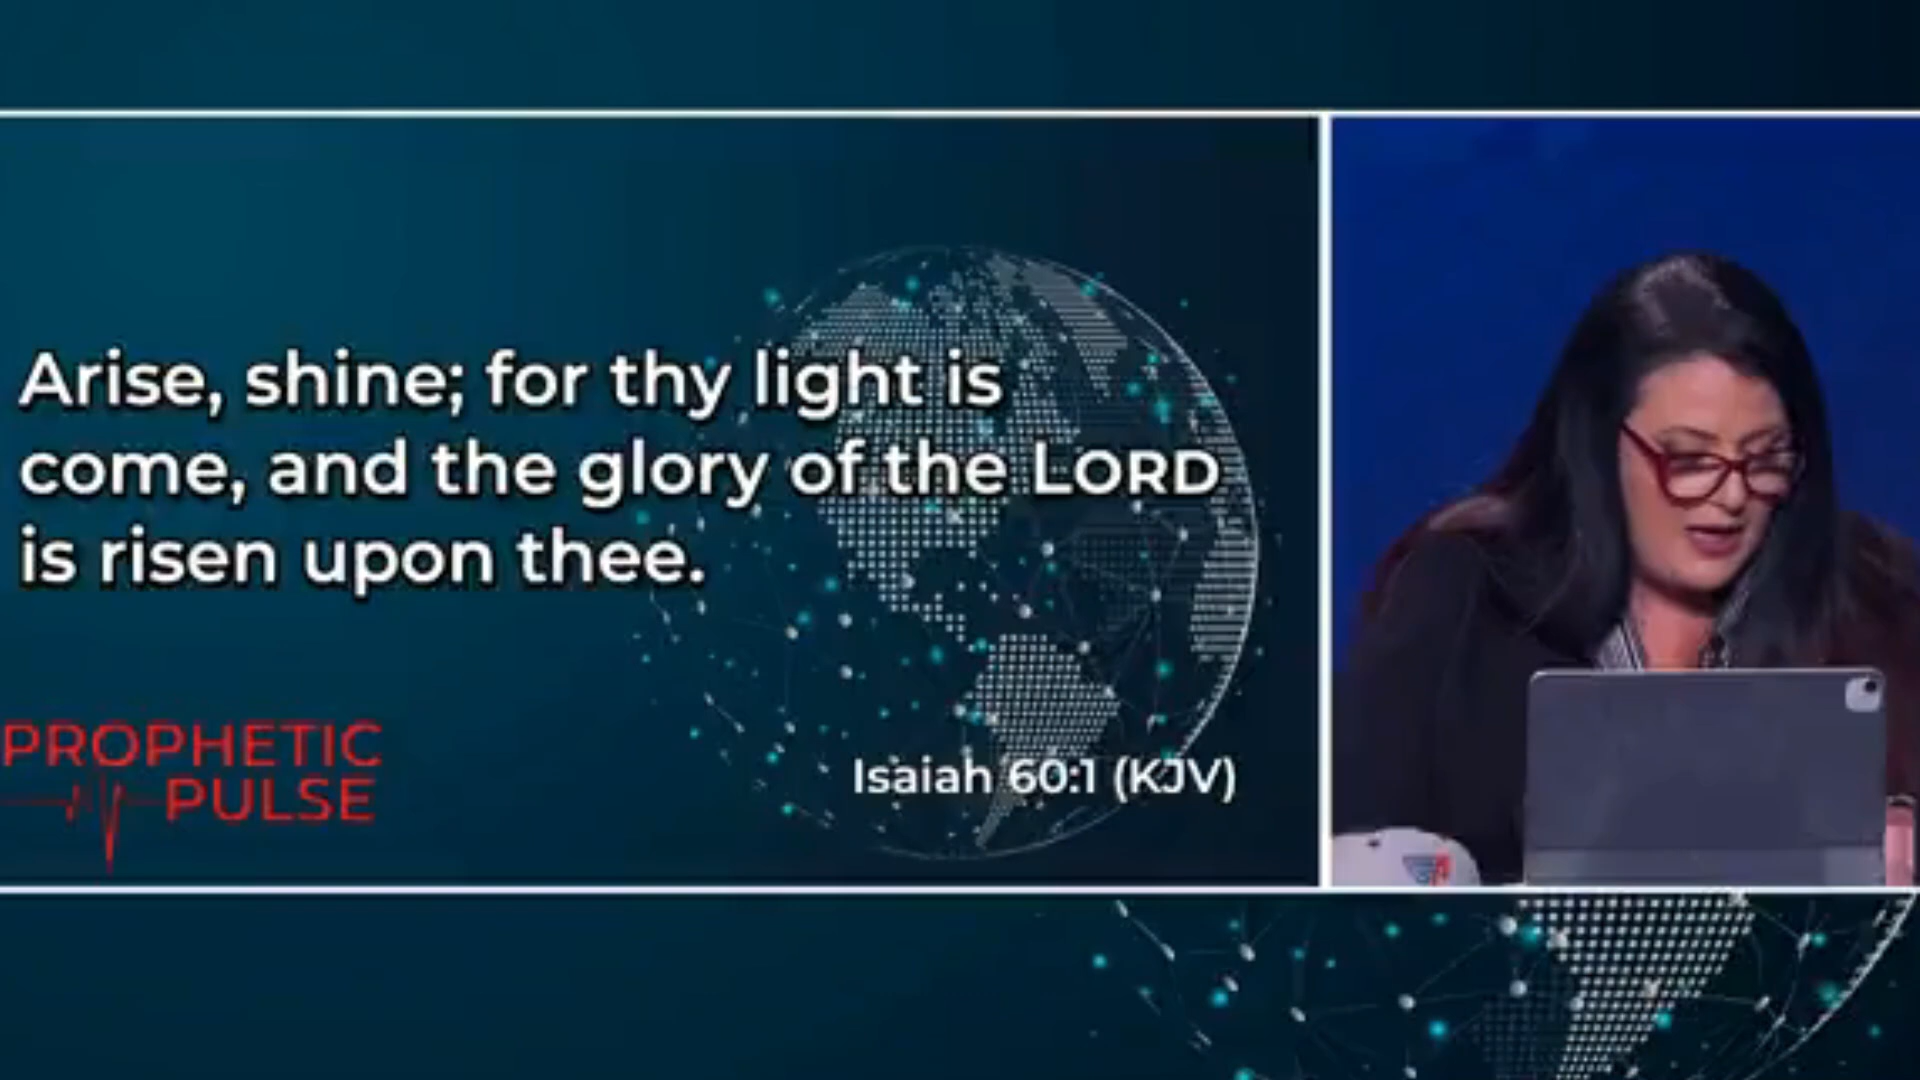 Arise, shine; for thy light is
come, and the glory of the LORD
is risen upon thee.
PROPHETIC
PULSE
Isaiah 60:1 (KJV)